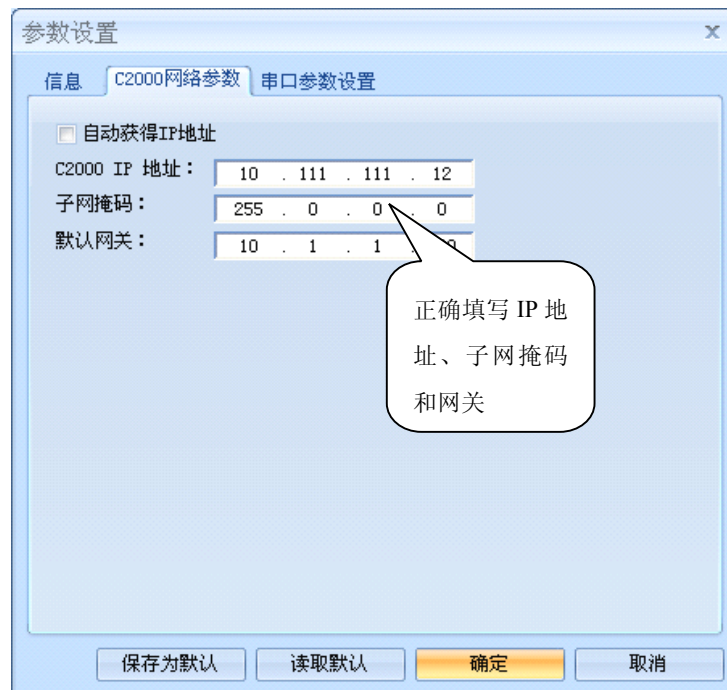 参数设置
信息 C2000网络参数 串口参数设置
自动获得IP地址
C2000 IP 地址： 10 . 111 . 111 . 12
子网掩码： 255 . 0 . 0 . 0
默认网关： 10 . 1 . 1 .
正确填写 IP 地
址、子网掩码
和网关
保存为默认 读取默认 确定 取消